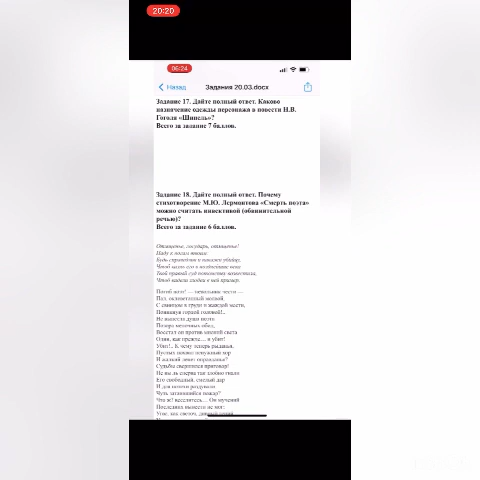 20:20
06:24
Назад
Задания 20.03.docx
Задание 17. Дайте полный ответ. Каково
назначение одежды персонажа в повести Н.В.
Гоголя «Шинель»?
Всего за задание 7 баллов.
Задание 18. Дайте полный ответ. Почему
стихотворение М.Ю. Лермонтова «Смерть поэта»
можно считать инвективой (обвинительной
речью)?
Всего за задание 6 баллов.
Отмщенье, государь, отмщенье!
Паду к ногам твоим:
Будь справедлив и накажи убийцу,
Чтоб казнь его в позднейшие века
Твой правый суд потомству возвестила,
Чтоб видели злодеи в ней пример.
Погиб поэт! — невольник чести —
Пал, оклеветанный молвой,
С свинцом в груди и жаждой мести,
Поникнув гордой головой!..
Не вынесла душа поэта
Позора мелочных обид,
Восстал он против мнений света
Один, как прежде... и убит!
Убит!.. К чему теперь рыданья,
Пустых похвал ненужный хор
И жалкий лепет оправданья?
Судьбы свершился приговор!
Не вы ль сперва так злобно гнали
Его свободный, смелый дар
И для потехи раздували
Чуть затаившийся пожар?
Что ж? веселитесь... Он мучений
Последних вынести не мог:
Угас, как светоч, дивный гений,